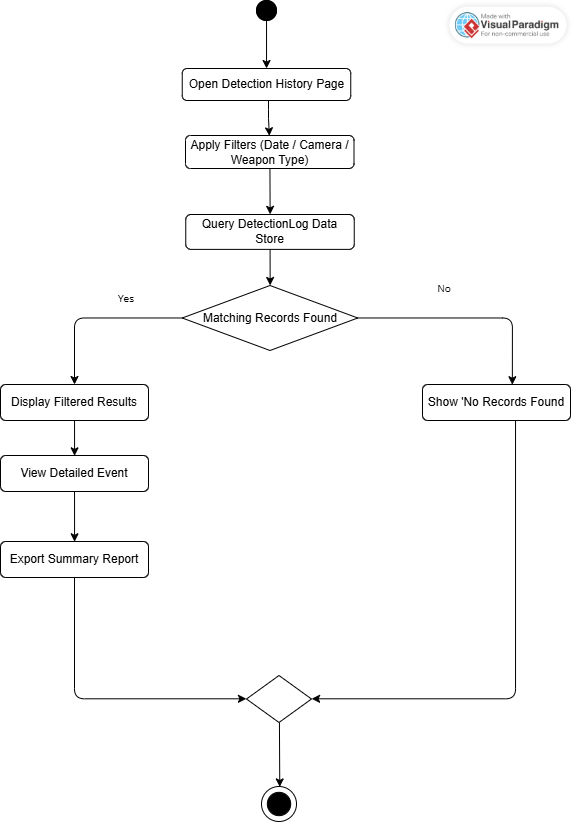 Made with
VisualParadigm
For non-commercial use
Open Detection History Page
Apply Filters (Date / Camera /
Weapon Type)
Query DetectionLog Data
Store
Yes
No
Matching Records Found
Display Filtered Results
Show 'No Records Found
View Detailed Event
Export Summary Report